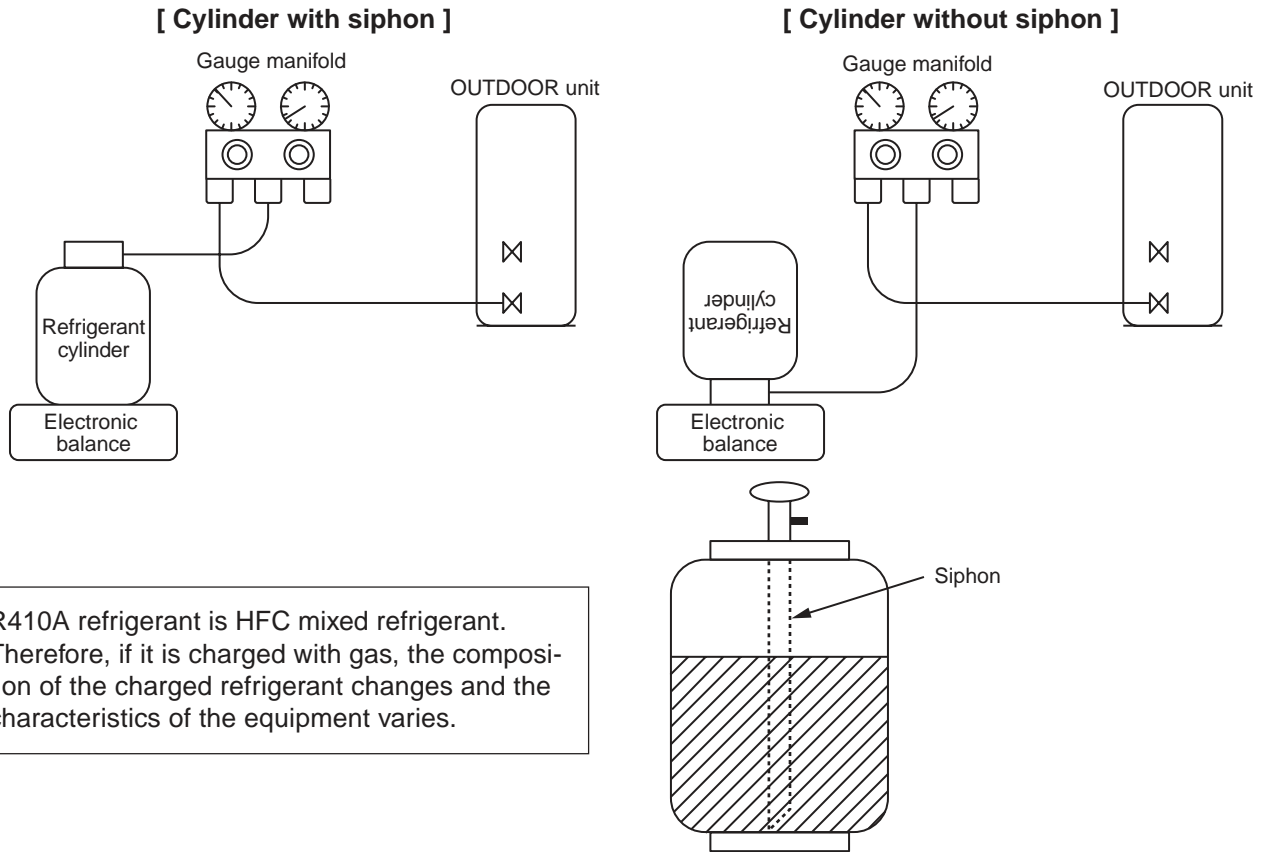 [ Cylinder with siphon ]
Gauge manifold
OUTDOOR unit
Refrigerant
cylinder
Electronic
balance
[ Cylinder without siphon ]
Gauge manifold
OUTDOOR unit
Refrigerant
cylinder
Electronic
balance
Siphon
R410A refrigerant is HFC mixed refrigerant.
Therefore, if it is charged with gas, the composi-
tion of the charged refrigerant changes and the
characteristics of the equipment varies.